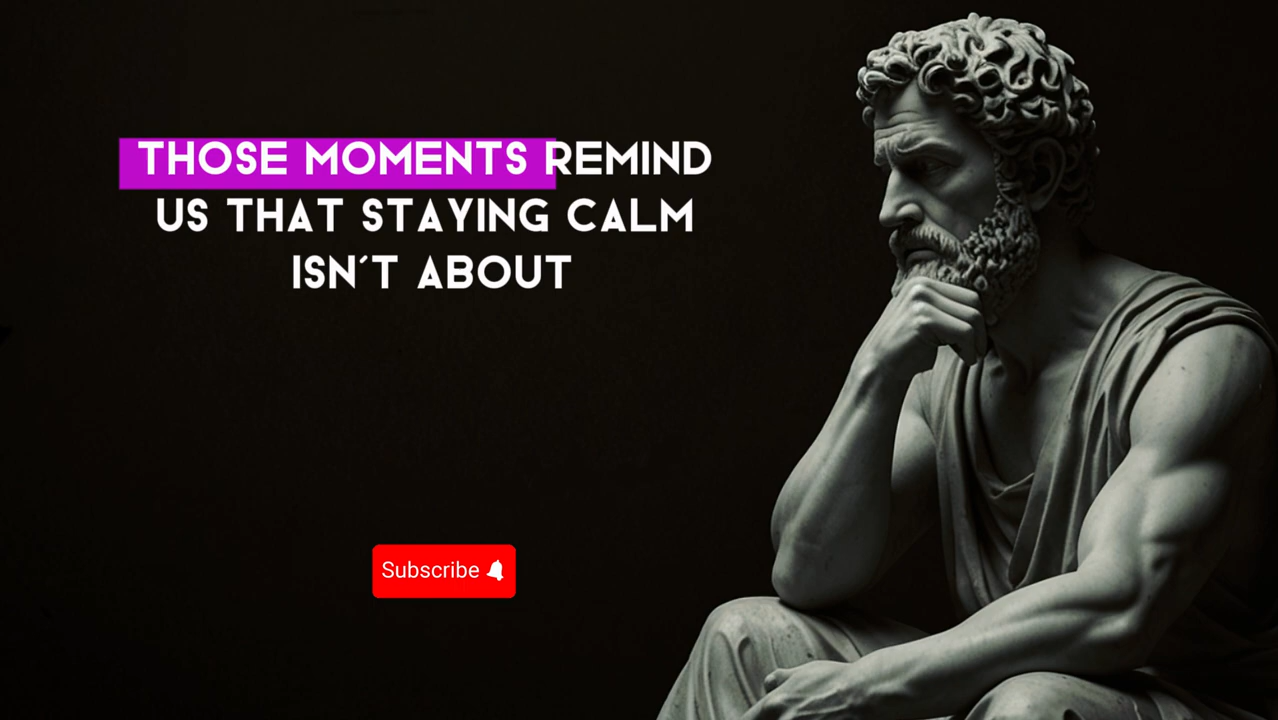 THOSE MOMENTS REMIND
US THAT STAYING CALM
ISN´T ABOUT
Subscribe